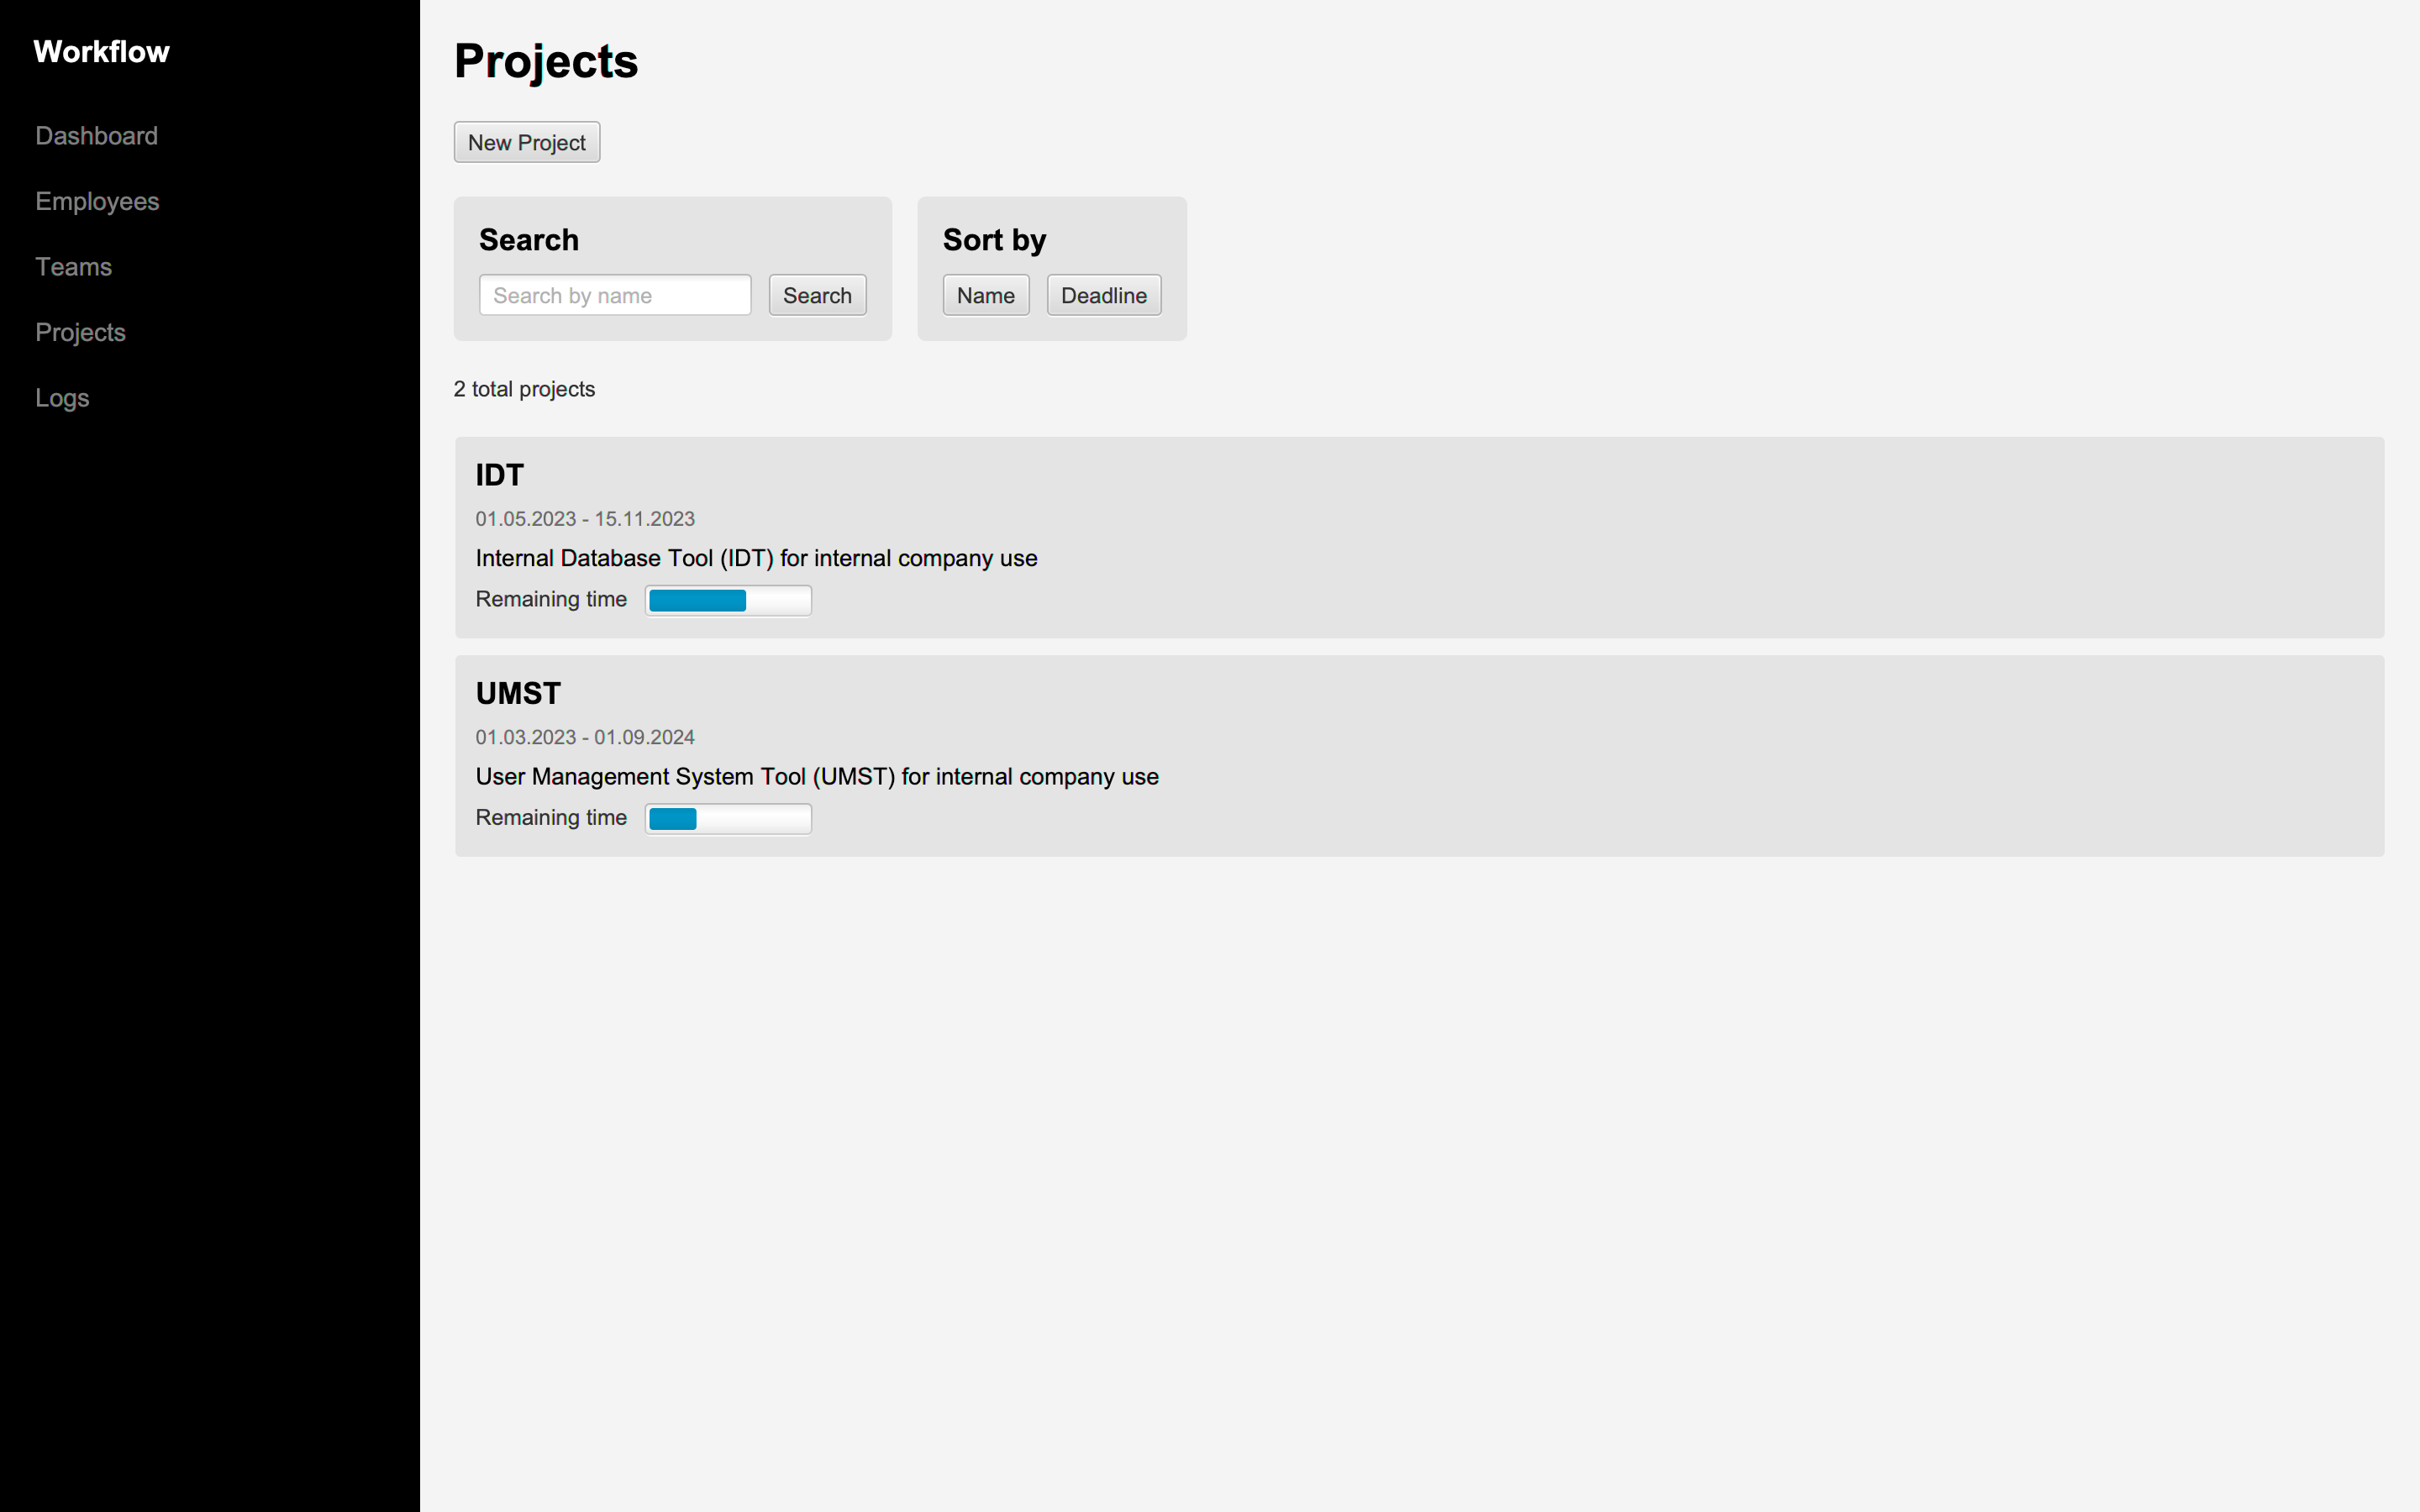 Workflow
Dashboard
Employees
Teams
Projects
Logs
Projects
New Project
Search
Search by name
Search
Sort by
Name
Deadline
2 total projects
IDT
01.05.2023 - 15.11.2023
Internal Database Tool (IDT) for internal company use
Remaining time
UMST
01.03.2023 - 01.09.2024
User Management System Tool (UMST) for internal company use
Remaining time